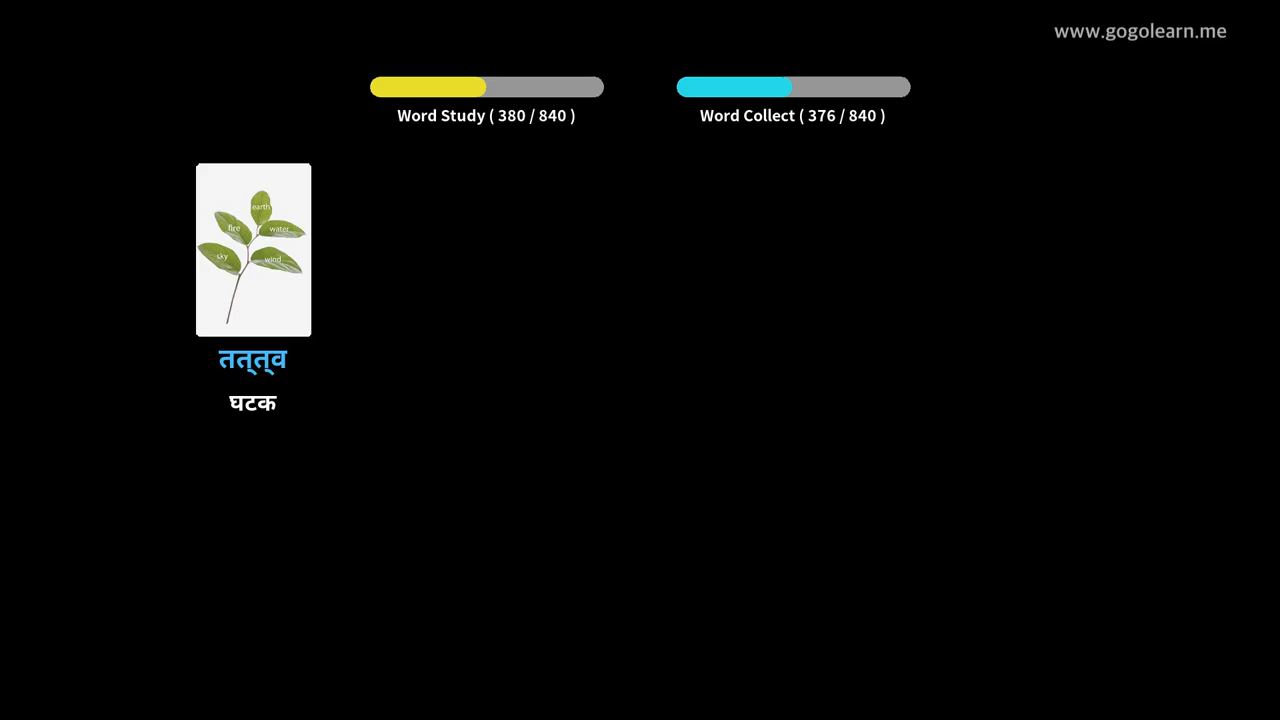 www.gogolearn.me
Word Study ( 380 / 840 )
Word Collect ( 376 / 840 )
earth
fire
water
sky
wind
तत्‌त्‌व
घटक